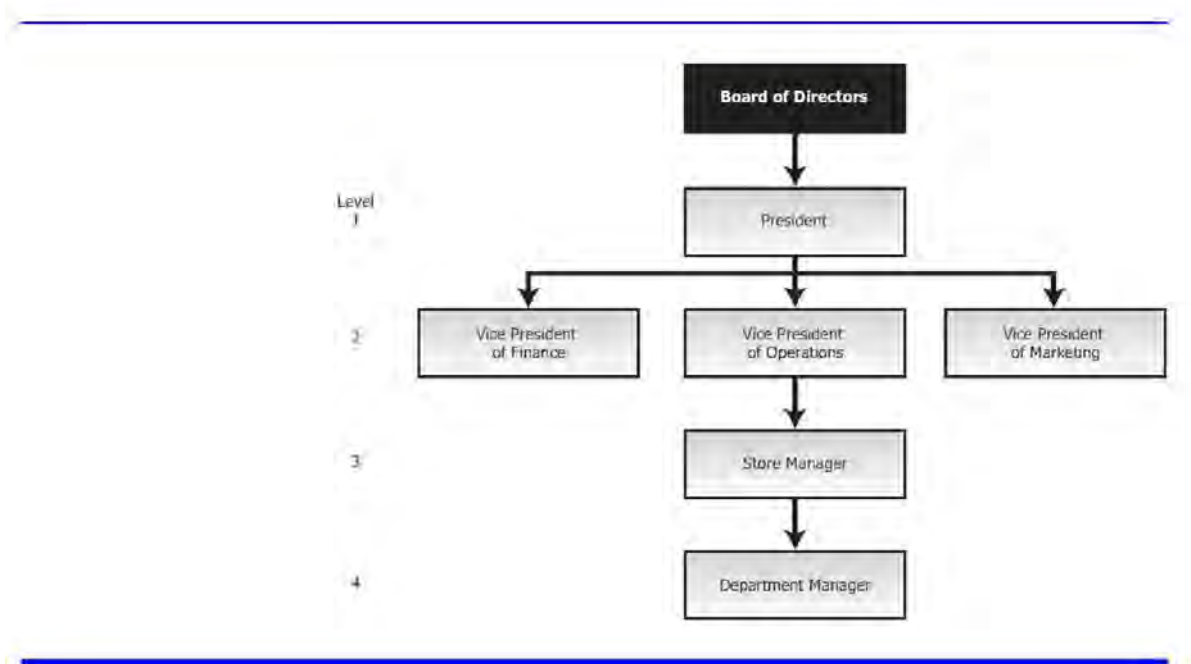 Board of Directors
Level
1
President
2
Vice President
of Finance
Vice President
of Operations
Vice President
of Marketing
3
Store Manager
4
Department Manager